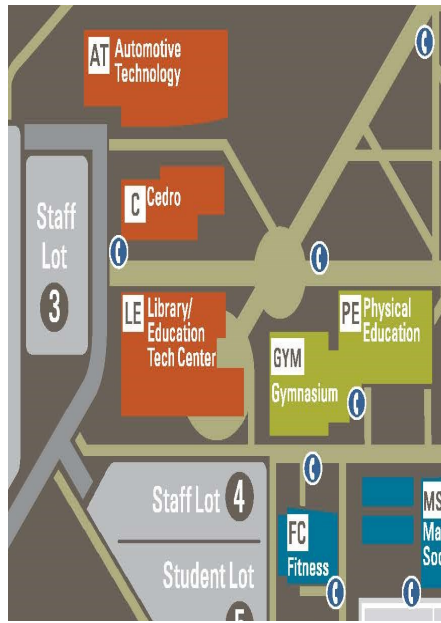 AT Automotive
Technology
C Cedro
Staff
Lot
3
LE Library/
Education
Tech Center
PE Physical
Education
GYM
Gymnasium
Staff Lot 4
Student Lot
5
FC
Fitness
MS